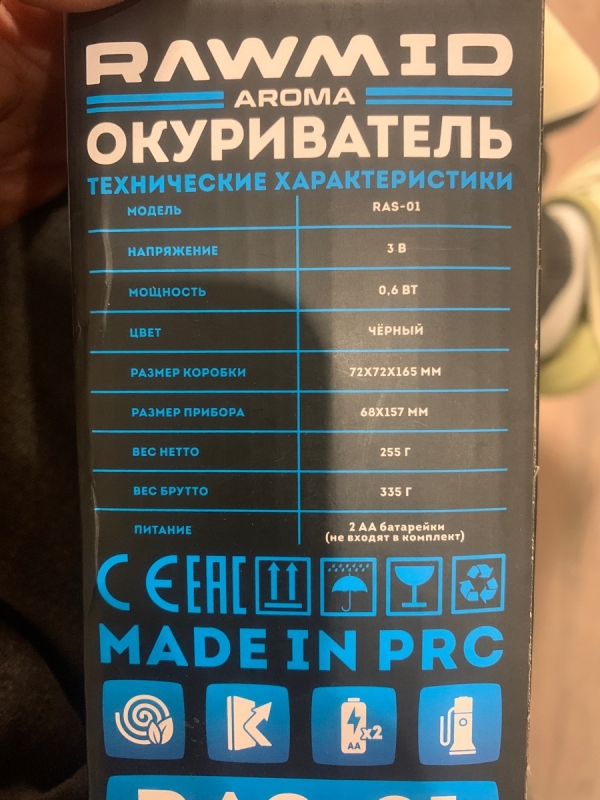 RAWMID
AROMA
ОКУРИВАТЕЛЬ
ТЕХНИЧЕСКИЕ ХАРАКТЕРИСТИКИ
МОДЕЛЬ RAS-01
НАПРЯЖЕНИЕ 3 В
МОЩНОСТЬ 0,6 ВТ
ЦВЕТ ЧЁРНЫЙ
РАЗМЕР КОРОБКИ 72X72X165 ММ
РАЗМЕР ПРИБОРА 68X157 ММ
ВЕС НЕТТО 255 Г
ВЕС БРУТТО 335 Г
ПИТАНИЕ 2 АА батарейки
(не входят в комплект)
CE EAC
MADE IN PRC
AA x2
RAS-01